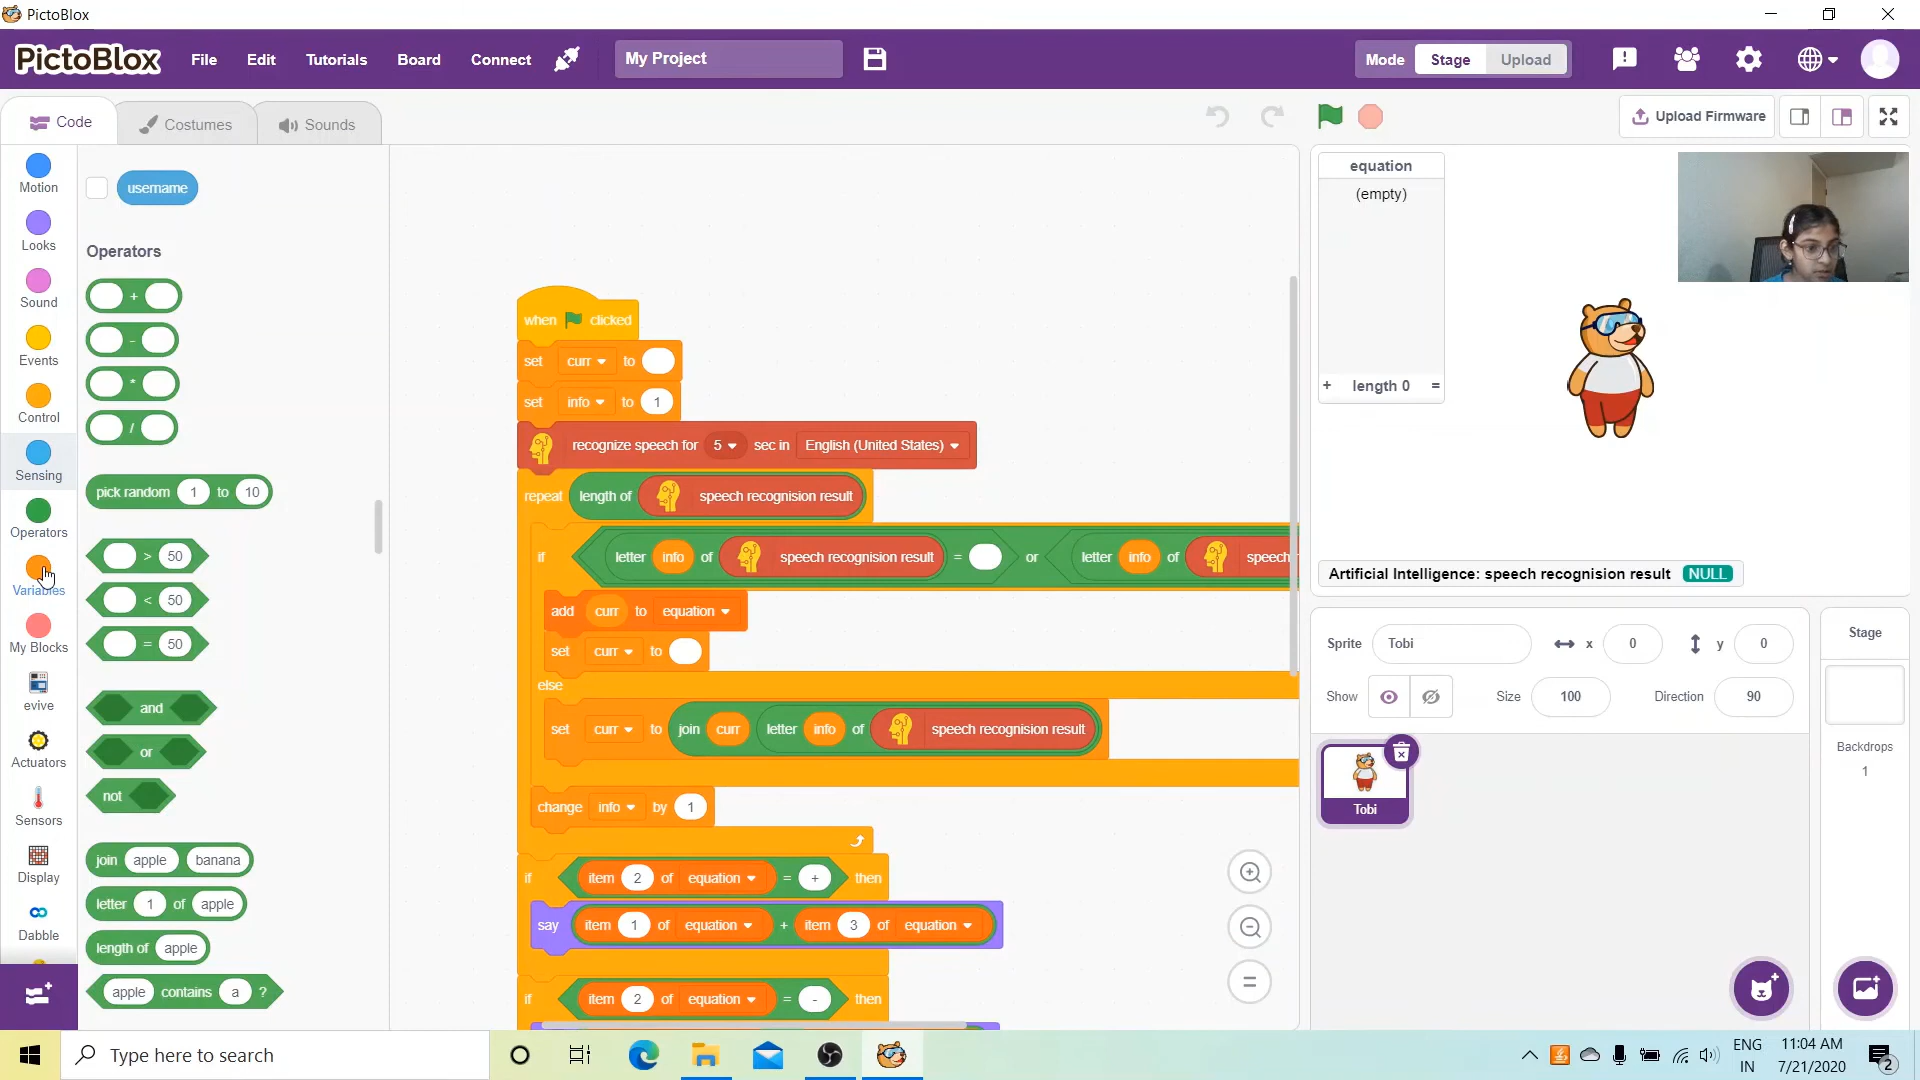 PictoBlox
PictoBlox File Edit Tutorials Board Connect My Project Mode Stage Upload
Code Costumes Sounds Upload Firmware
Motion
Looks
Sound
Events
Control
Sensing
Operators
Variables
My Blocks
evive
Actuators
Sensors
Display
Dabble
username
Operators
+
-
*
/
pick random 1 to 10
> 50
< 50
= 50
and
or
not
join apple banana
letter 1 of apple
length of apple
apple contains a ?
when clicked
set curr to
set info to 1
recognize speech for 5 sec in English (United States)
repeat length of speech recognision result
if letter info of speech recognision result = or letter info of speech
add curr to equation
set curr to
else
set curr to join curr letter info of speech recognision result
change info by 1
if item 2 of equation = + then
say item 1 of equation + item 3 of equation
if item 2 of equation = - then
equation
(empty)
+ length 0 =
Artificial Intelligence: speech recognision result NULL
Sprite Tobi x 0 y 0
Show Size 100 Direction 90
Tobi
Stage
Backdrops
1
Type here to search
ENG
IN
11:04 AM
7/21/2020
2